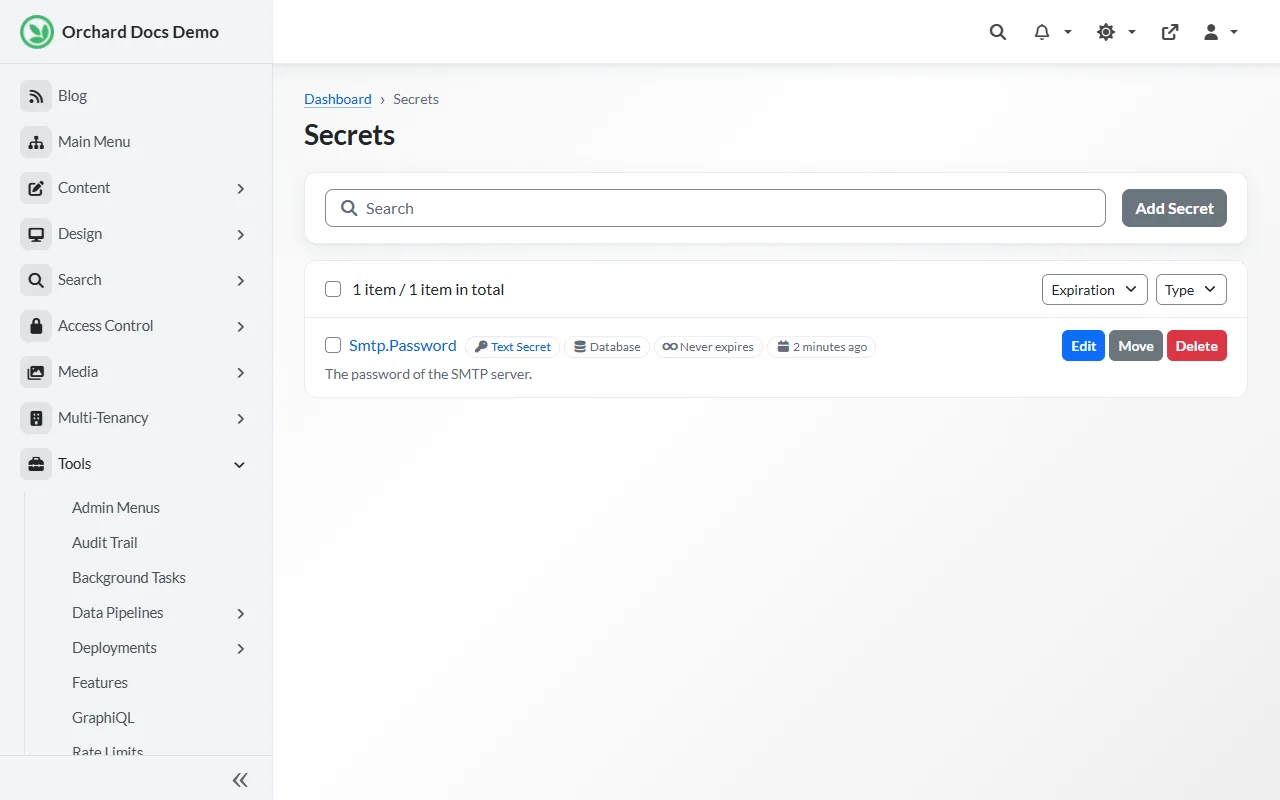 Orchard Docs Demo
Blog
Main Menu
Content
Design
Search
Access Control
Media
Multi-Tenancy
Tools
Admin Menus
Audit Trail
Background Tasks
Data Pipelines
Deployments
Features
GraphiQL
Rate Limits
Dashboard › Secrets
Secrets
Search
Add Secret
1 item / 1 item in total
Expiration
Type
Smtp.Password Text Secret Database Never expires 2 minutes ago
Edit Move Delete
The password of the SMTP server.